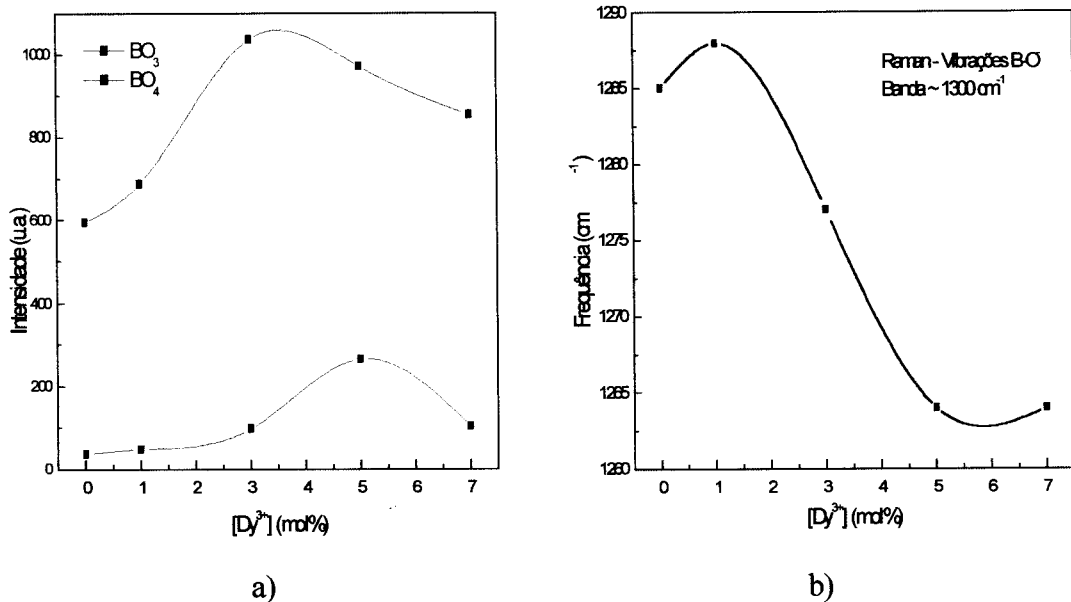 BO3
BO4
1000
800
600
400
200
0
Intensidade (u.a.)
0 1 2 3 4 5 6 7
[Dy3+] (mol%)
a)
Raman - Vibrações B-O-
Banda ~ 1300 cm-1
1290
1285
1280
1275
1270
1265
1260
Frequência (cm-1)
0 1 2 3 4 5 6 7
[Dy3+] (mol%)
b)